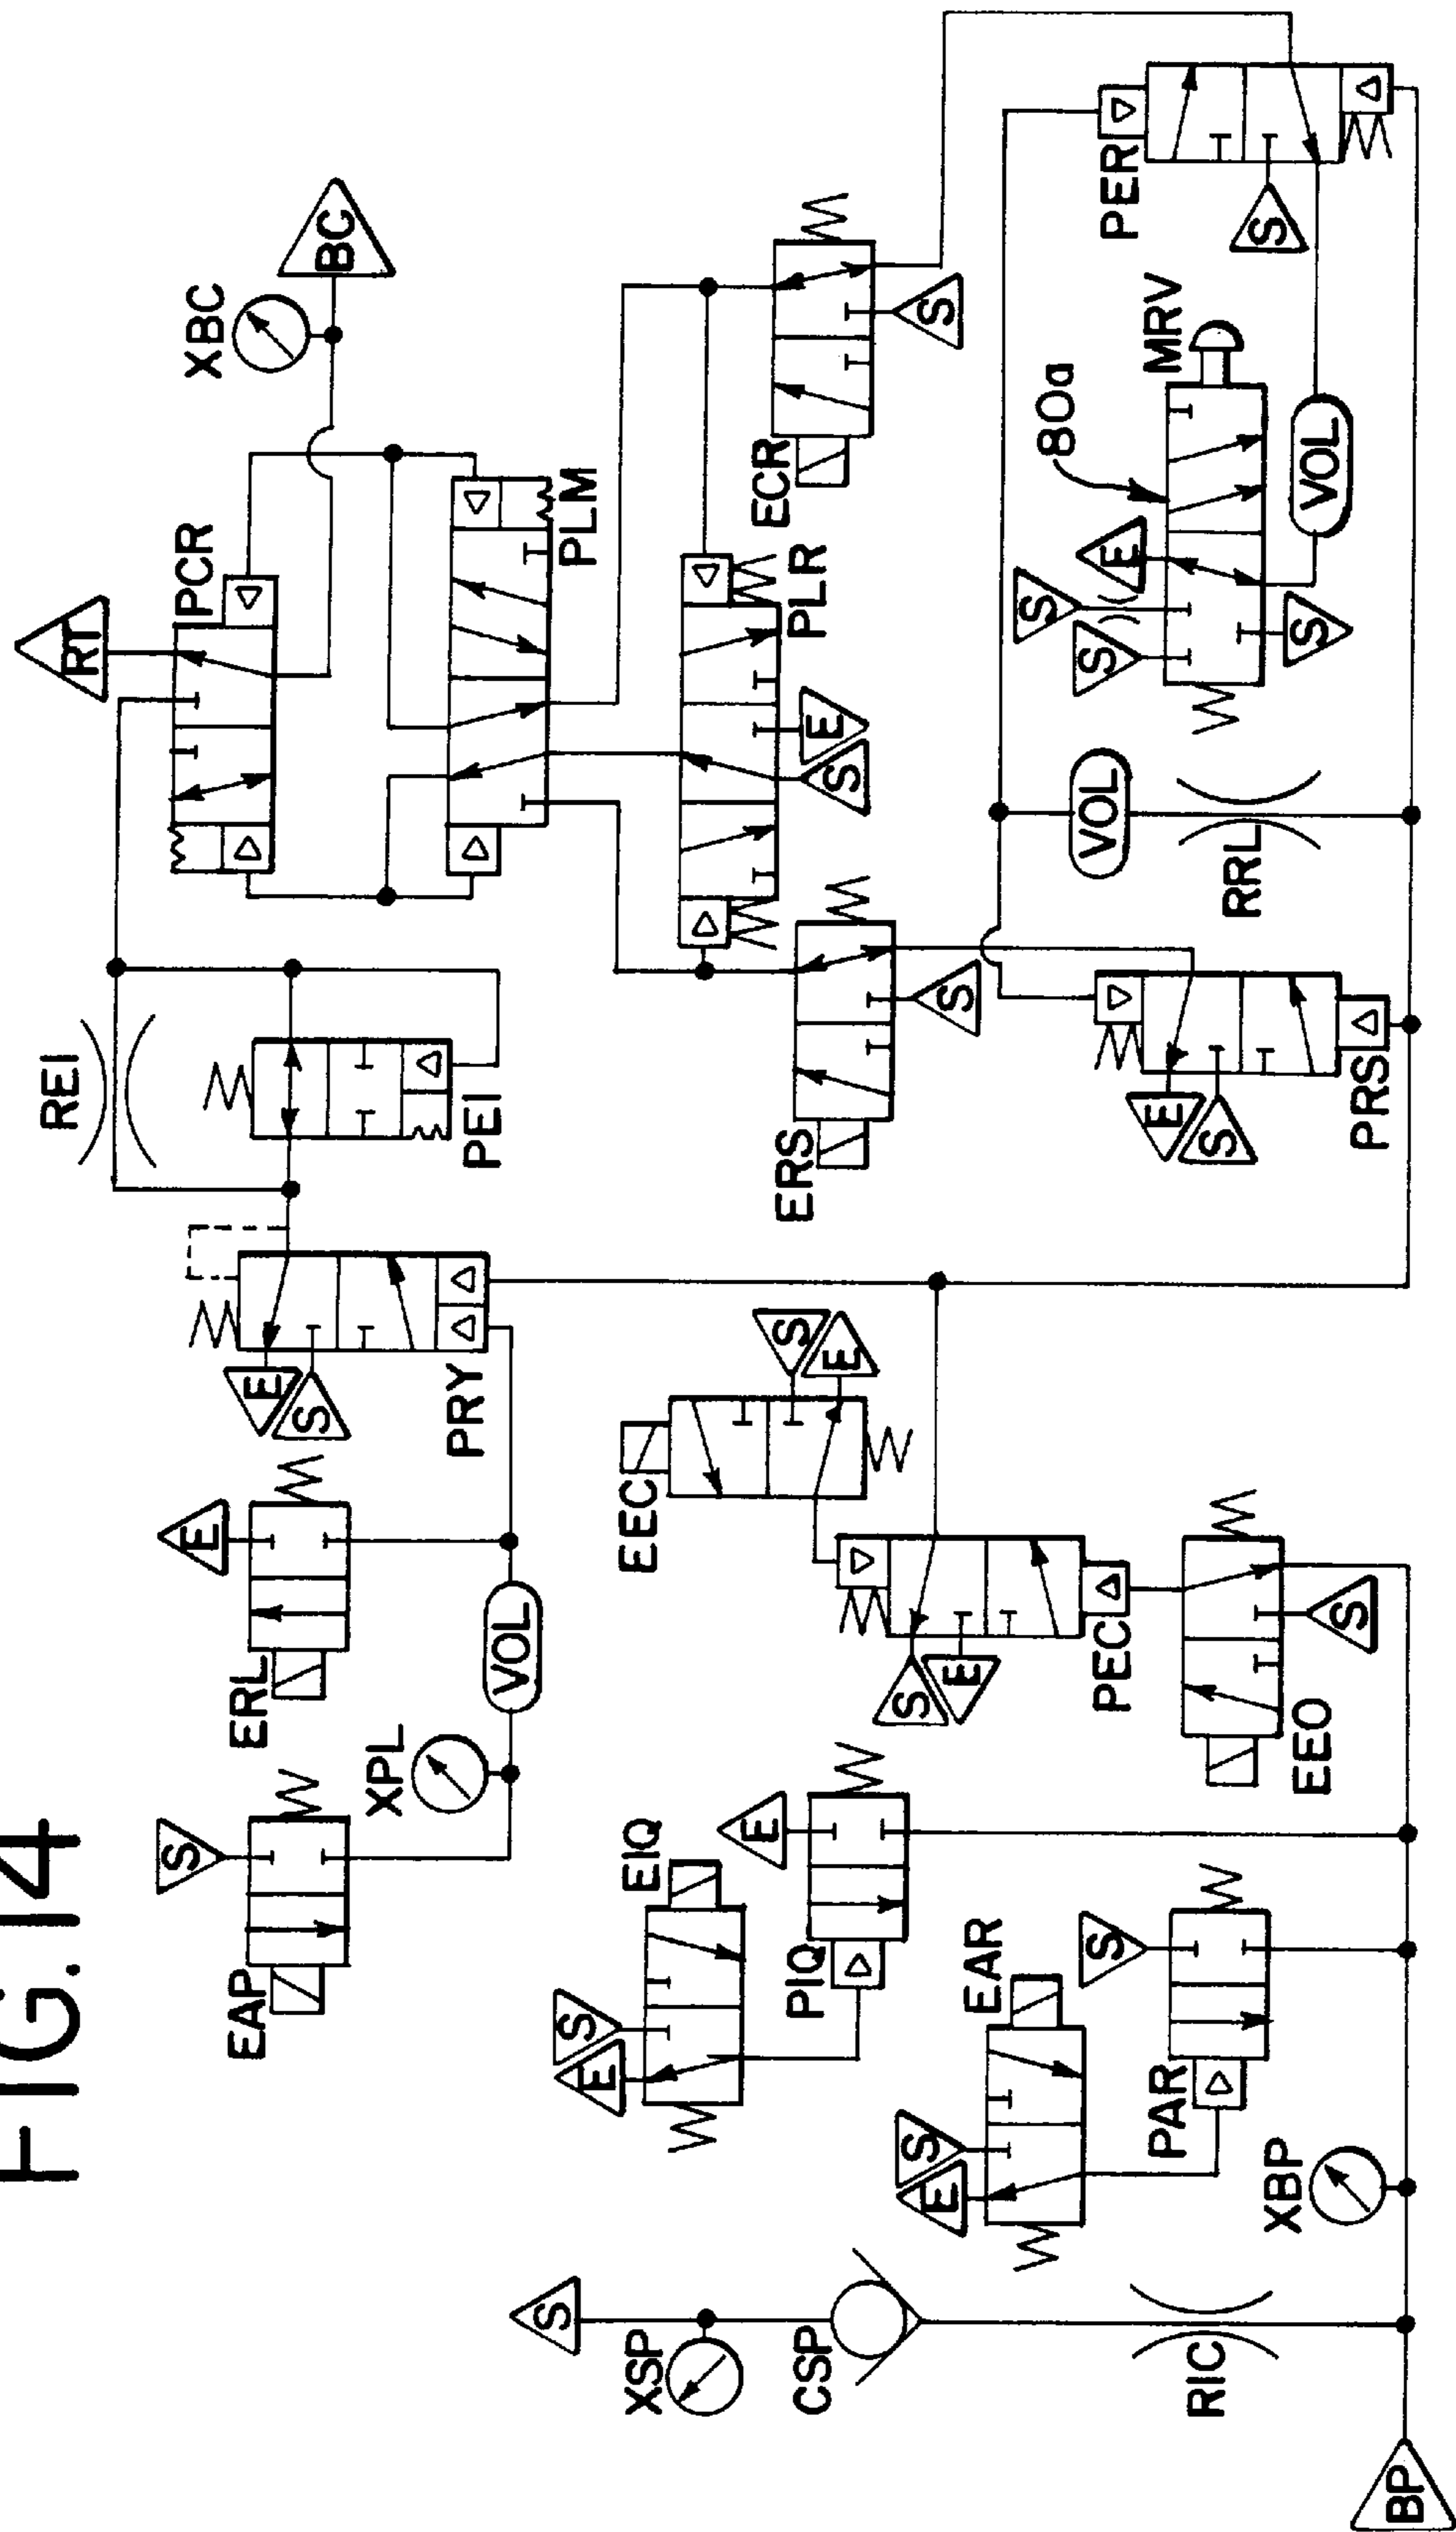 FIG. 14
RT
BC
XBC
PCR
REI
PEI
PLM
PRY
E
S
ERL
E
EAP
S
XPL
VOL
PLR
E
S
ECR
S
ERS
S
EEC
S
E
PEC
S
E
EEO
S
EIQ
S
E
PIQ
E
EAR
S
E
PAR
S
XSP
S
CSP
RIC
XBP
BP
PRS
E
S
RRL
VOL
MRV
80a
S
S
E
S
VOL
PER
S